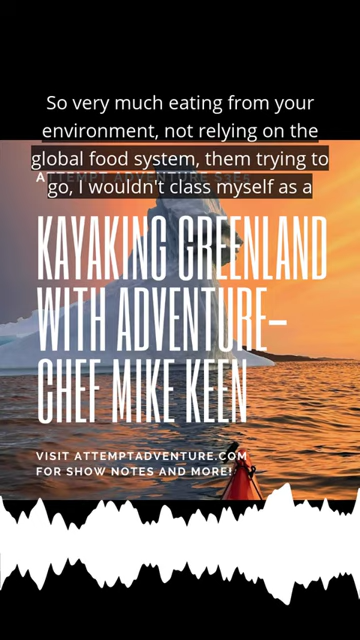 So very much eating from your
environment, not relying on the
global food system, them trying to
go, I wouldn't class myself as a
KAYAKING GREENLAND
WITH ADVENTURE-
CHEF MIKE KEEN
VISIT ATTEMPTADVENTURE.COM
FOR SHOW NOTES AND MORE!